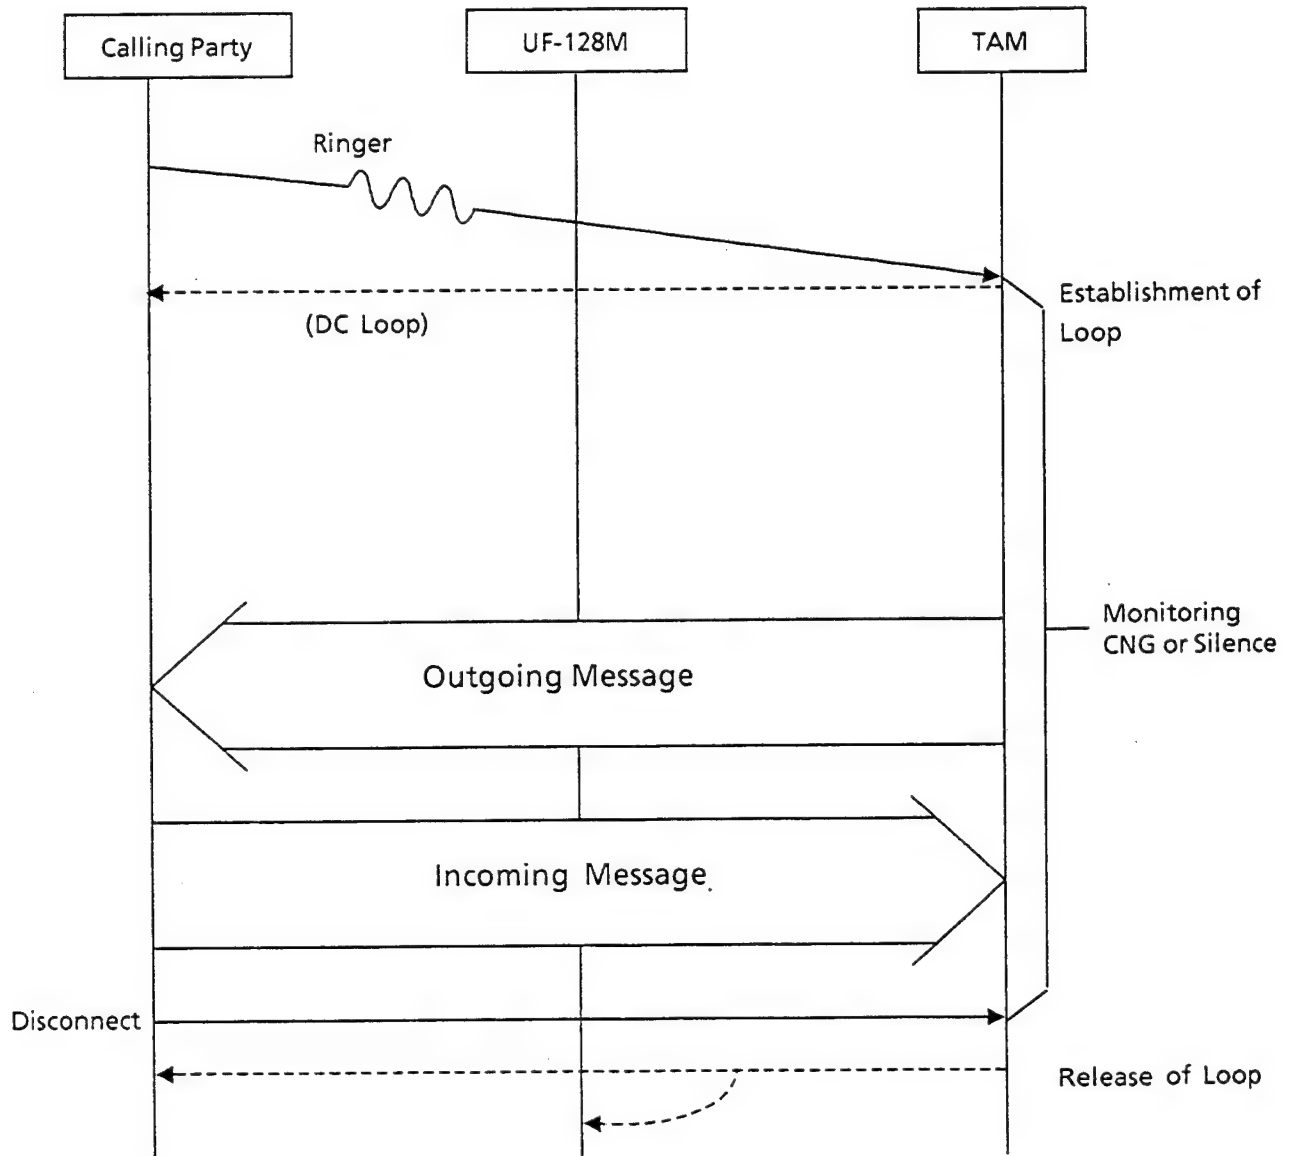 Calling Party
UF-128M
TAM
Ringer
Establishment of
Loop
(DC Loop)
Monitoring
CNG or Silence
Outgoing Message
Incoming Message
Disconnect
Release of Loop